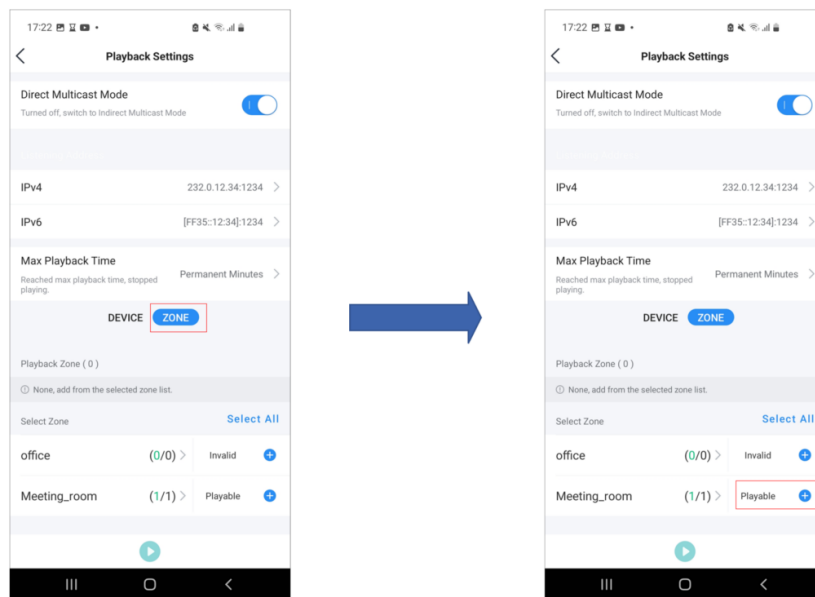 17:22
Playback Settings
Direct Multicast Mode
Turned off, switch to Indirect Multicast Mode
IPv4 232.0.12.34:1234
IPv6 [FF35::12:34]:1234
Max Playback Time
Reached max playback time, stopped playing.
Permanent Minutes
DEVICE ZONE
Playback Zone ( 0 )
None, add from the selected zone list.
Select Zone Select All
office (0/0) Invalid
Meeting_room (1/1) Playable
17:22
Playback Settings
Direct Multicast Mode
Turned off, switch to Indirect Multicast Mode
IPv4 232.0.12.34:1234
IPv6 [FF35::12:34]:1234
Max Playback Time
Reached max playback time, stopped playing.
Permanent Minutes
DEVICE ZONE
Playback Zone ( 0 )
None, add from the selected zone list.
Select Zone Select All
office (0/0) Invalid
Meeting_room (1/1) Playable